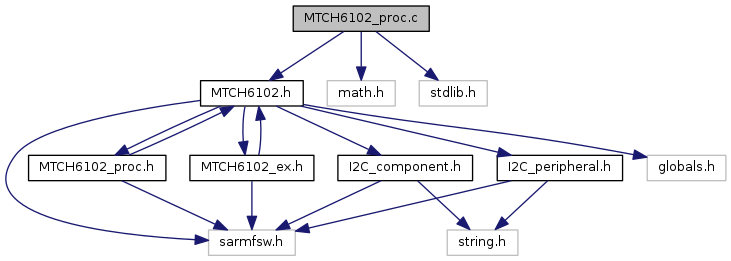 MTCH6102_proc.c
MTCH6102.h
math.h
stdlib.h
MTCH6102_proc.h
MTCH6102_ex.h
I2C_component.h
I2C_peripheral.h
globals.h
sarmfsw.h
string.h